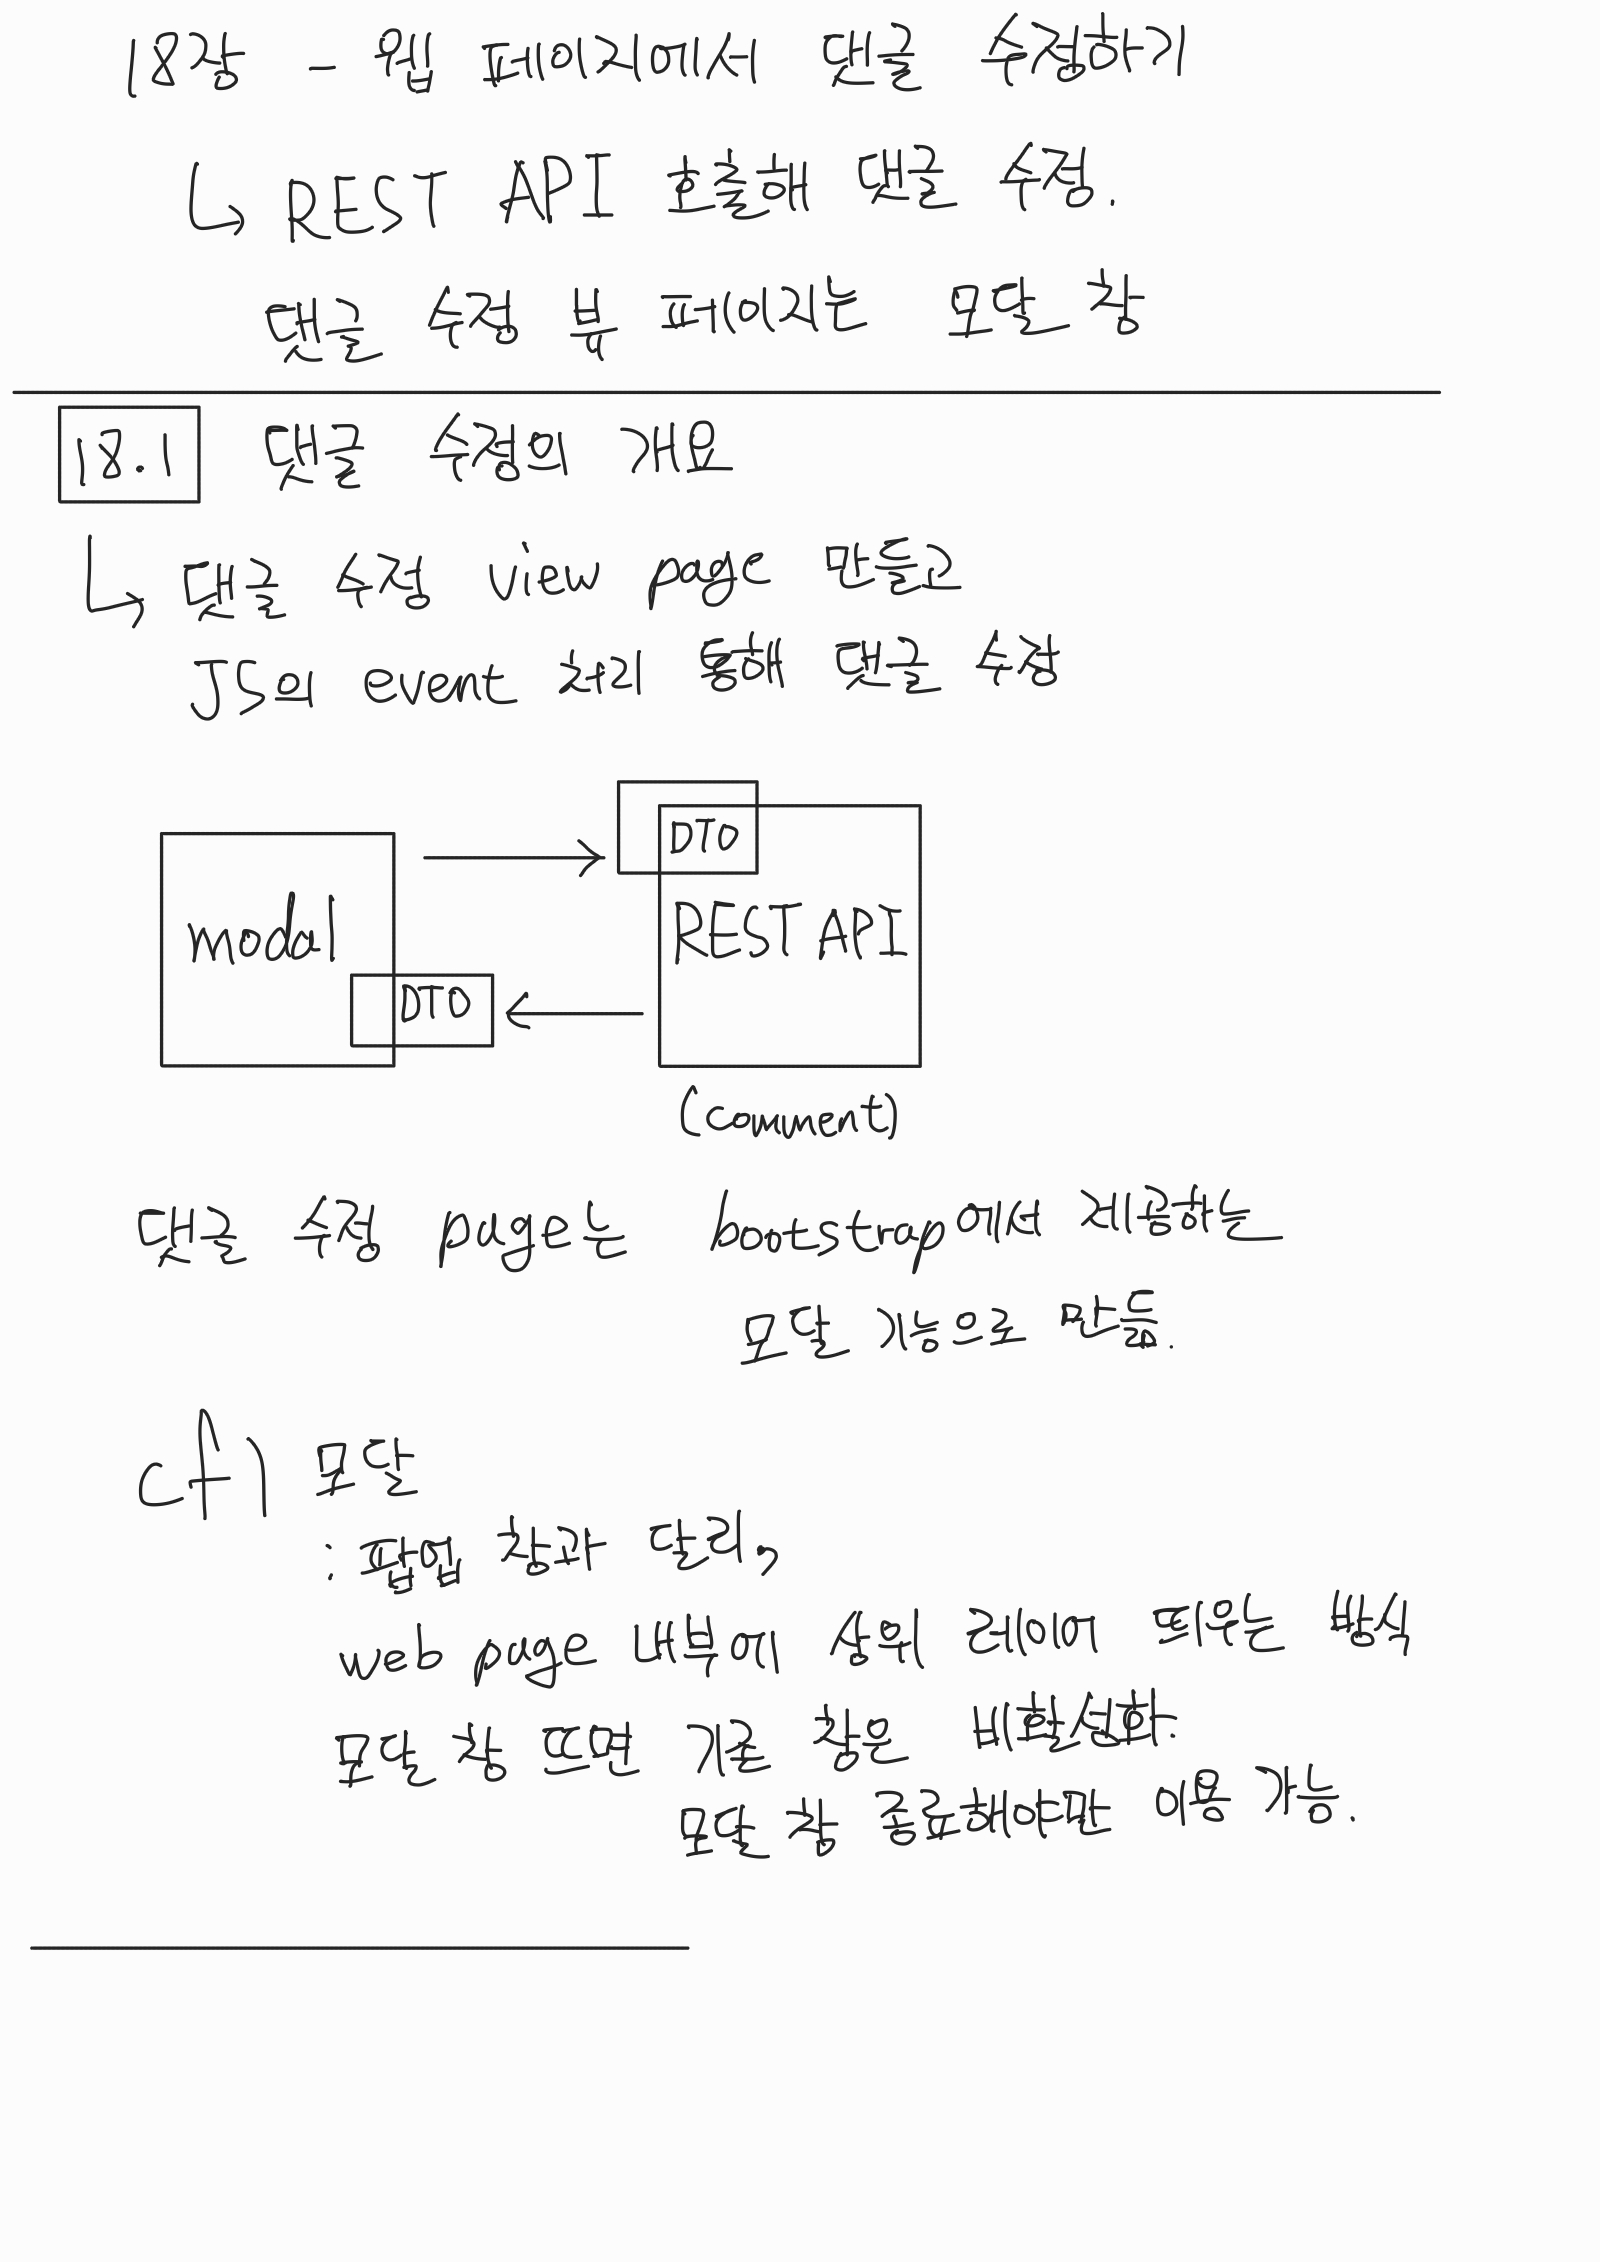 18장 - 웹 페이지에서 댓글 수정하기
↳ REST API 호출해 댓글 수정.
댓글 수정 뷰 페이지는 모달 창
18.1 댓글 수정의 개요
↳ 댓글 수정 view page 만들고
JS의 event 처리 통해 댓글 수정
DTO
modal
REST API
DTO
(comment)
댓글 수정 page는 bootstrap에서 제공하는
모달 기능으로 만듦.
cf) 모달
: 팝업 창과 달리,
web page 내부에 상위 레이어 띄우는 방식
모달 창 뜨면 기존 창은 비활성화.
모달 창 종료해야만 이용 가능.